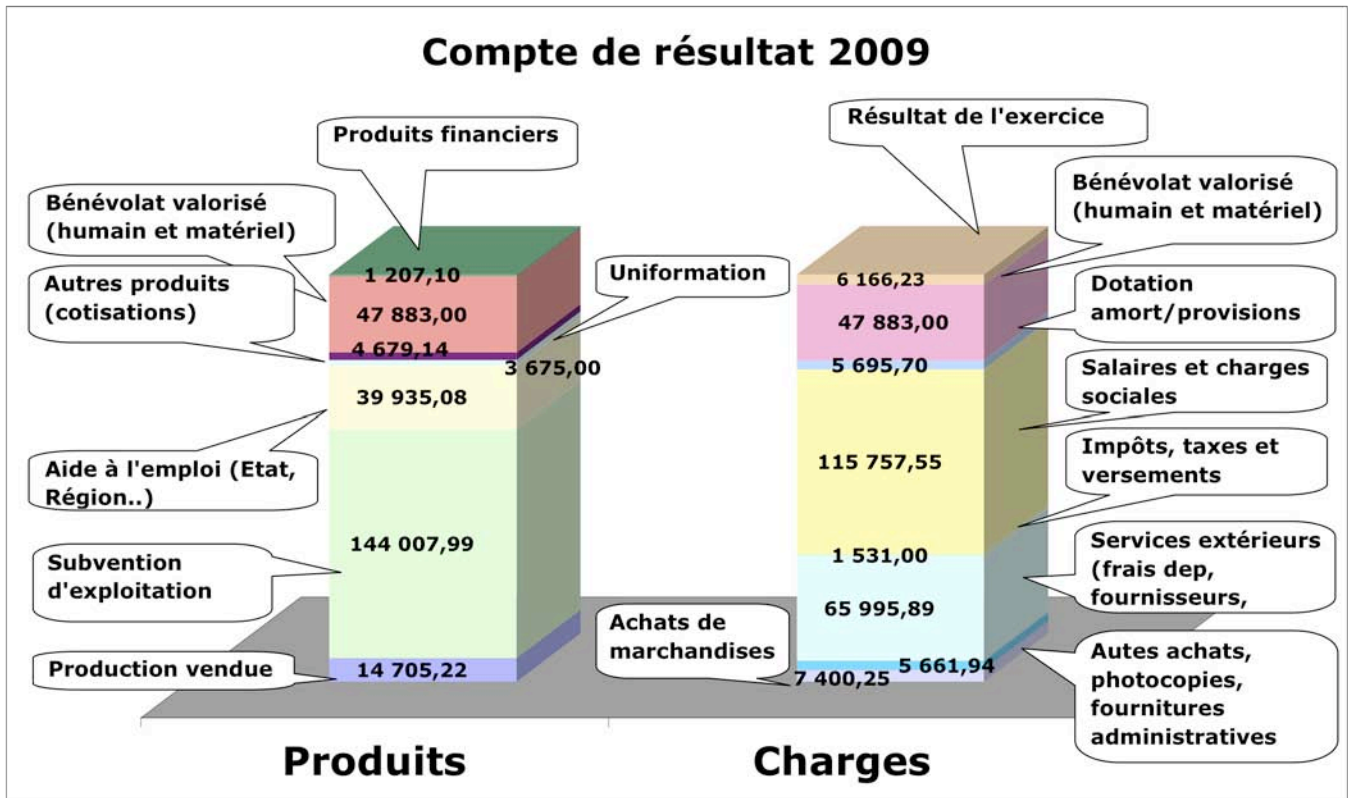 Compte de résultat 2009
Produits financiers
Bénévolat valorisé
(humain et matériel)
Autres produits
(cotisations)
Uniformation
Aide à l'emploi (Etat,
Région..)
Subvention
d'exploitation
Production vendue
1 207,10
47 883,00
4 679,14
3 675,00
39 935,08
144 007,99
14 705,22
Produits
Résultat de l'exercice
Bénévolat valorisé
(humain et matériel)
Dotation
amort/provisions
Salaires et charges
sociales
Impôts, taxes et
versements
Services extérieurs
(frais dep,
fournisseurs,
Autes achats,
photocopies,
fournitures
administratives
Achats de
marchandises
6 166,23
47 883,00
5 695,70
115 757,55
1 531,00
65 995,89
5 661,94
7 400,25
Charges